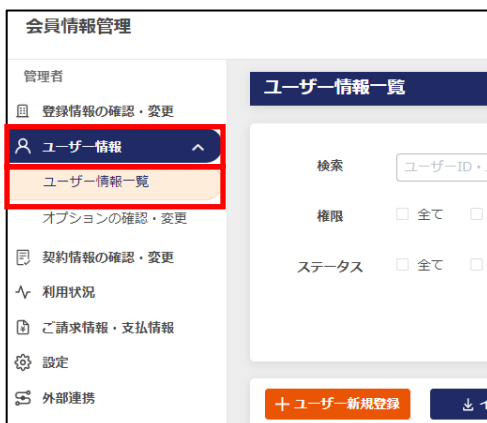 会員情報管理
管理者
登録情報の確認・変更
ユーザー情報
ユーザー情報一覧
オプションの確認・変更
契約情報の確認・変更
利用状況
ご請求情報・支払情報
設定
外部連携
ユーザー情報一覧
検索 ユーザーID・
権限 全て
ステータス 全て
＋ユーザー新規登録